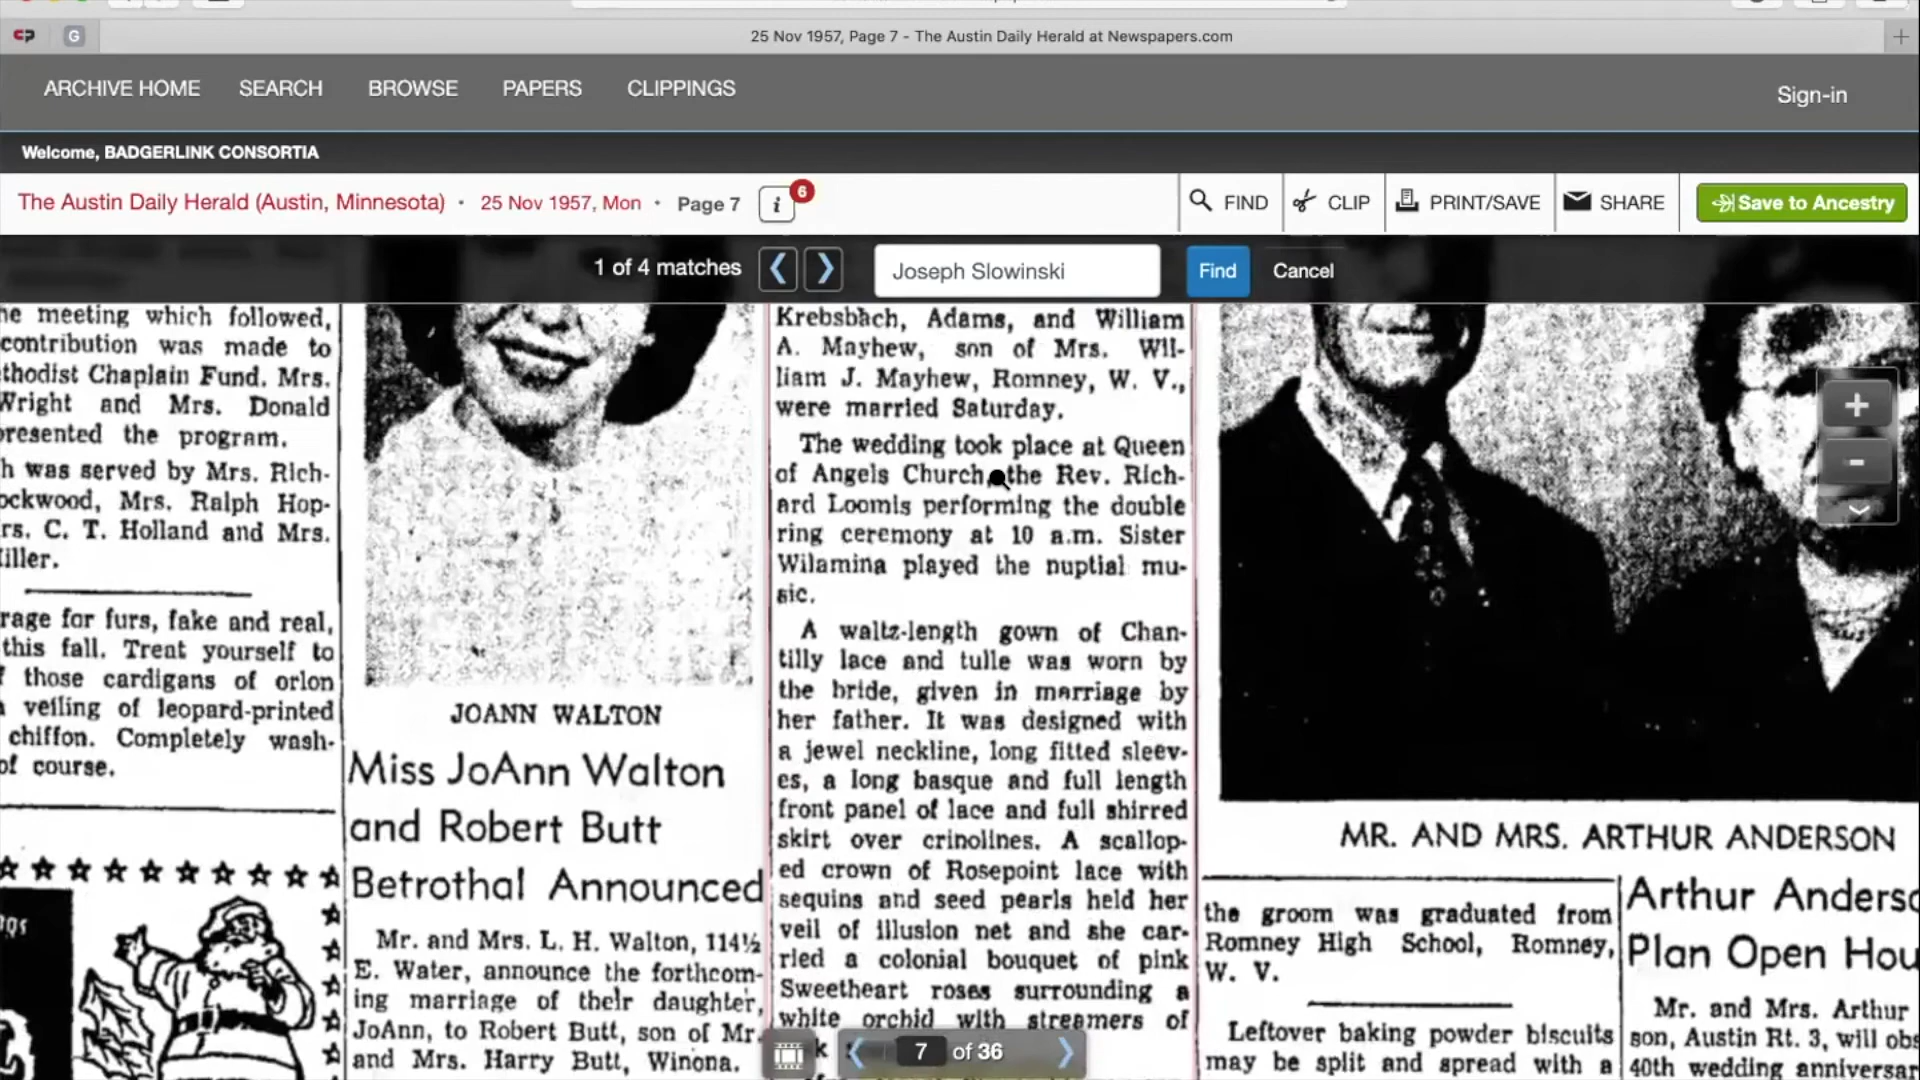 25 Nov 1957, Page 7 - The Austin Daily Herald at Newspapers.com
ARCHIVE HOME
SEARCH
BROWSE
PAPERS
CLIPPINGS
Sign-in
Welcome, BADGERLINK CONSORTIA
The Austin Daily Herald (Austin, Minnesota) · 25 Nov 1957, Mon · Page 7
i
6
FIND
CLIP
PRINT/SAVE
SHARE
Save to Ancestry
1 of 4 matches
Joseph Slowinski
Find
Cancel
meeting which followed,
contribution was made to
Chaplain Fund. Mrs.
Wright and Mrs. Donald
presented the program.
was served by Mrs. Rich-
Mrs. Ralph Hop-
C. T. Holland and Mrs.
for furs, fake and real,
this fall. Treat yourself to
those cardigans of orlon
veiling of leopard-printed
chiffon. Completely wash-
of course.
JOANN WALTON
Miss JoAnn Walton
and Robert Butt
Betrothal Announced
Mr. and Mrs. L. H. Walton, 114½
E. Water, announce the forthcom-
ing marriage of their daughter,
JoAnn, to Robert Butt, son of Mr.
and Mrs. Harry Butt, Winona.
Krebsbach, Adams, and William
A. Mayhew, son of Mrs. Wil-
liam J. Mayhew, Romney, W. V.,
were married Saturday.
The wedding took place at Queen
of Angels Church, the Rev. Rich-
ard Loomis performing the double
ring ceremony at 10 a.m. Sister
Wilamina played the nuptial mu-
sic.
A waltz-length gown of Chan-
tilly lace and tulle was worn by
the bride, given in marriage by
her father. It was designed with
a jewel neckline, long fitted sleev-
es, a long basque and full length
front panel of lace and full shirred
skirt over crinolines. A scallop-
ed crown of Rosepoint lace with
sequins and seed pearls held her
veil of illusion net and she car-
ried a colonial bouquet of pink
Sweetheart roses surrounding a
white orchid with streamers of
MR. AND MRS. ARTHUR ANDERSON
the groom was graduated from
Romney High School, Romney,
W. V.
Leftover baking powder biscuits
may be split and spread with a
Arthur Anderso
Plan Open Hou
Mr. and Mrs. Arthur
son, Austin Rt. 3, will obs
40th wedding anniversar
7 of 36